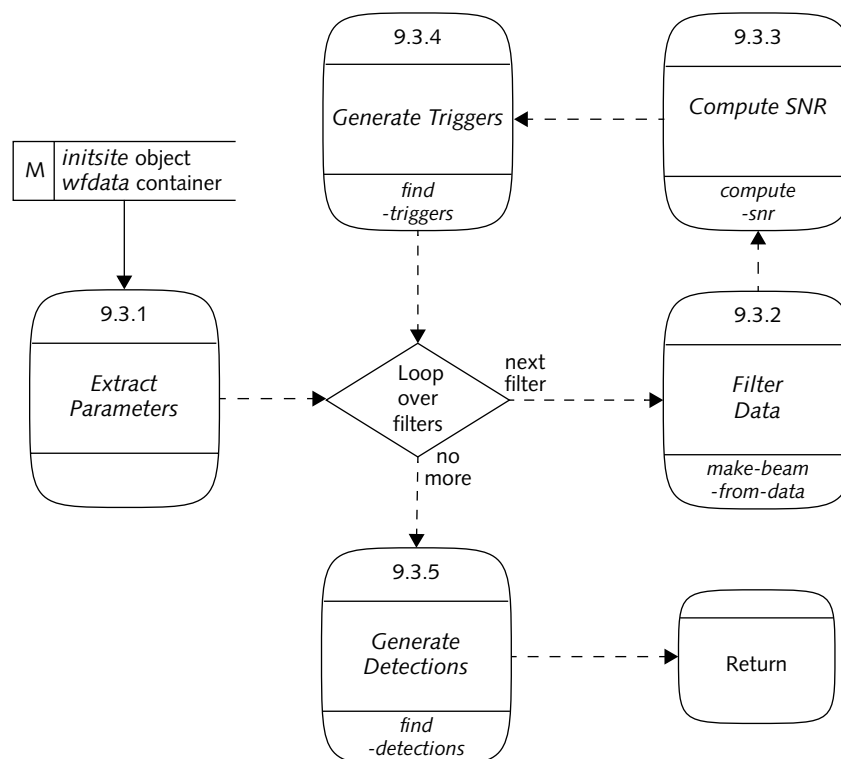 9.3.4
Generate Triggers
find
-triggers
9.3.3
Compute SNR
compute
-snr
M
initsite object
wfdata container
9.3.1
Extract
Parameters
Loop
over
filters
next
filter
no
more
9.3.2
Filter
Data
make-beam
-from-data
9.3.5
Generate
Detections
find
-detections
Return